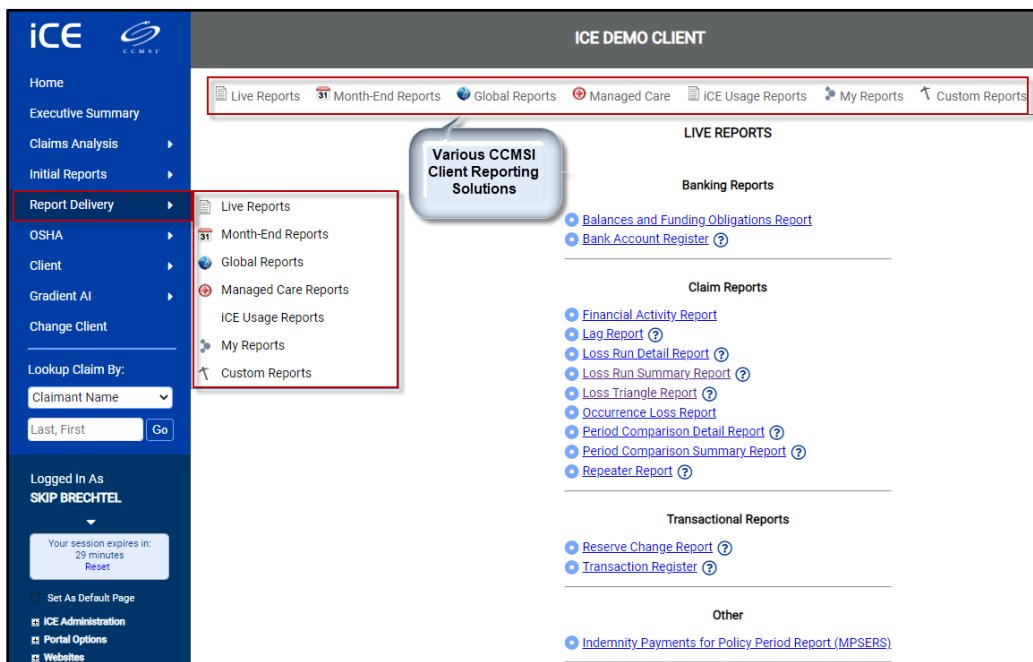 iCE
CCMSI
ICE DEMO CLIENT
Home
Executive Summary
Claims Analysis
Initial Reports
Report Delivery
OSHA
Client
Gradient AI
Change Client
Lookup Claim By:
Claimant Name
Last, First Go
Logged In As
SKIP BRECHTEL
Your session expires in:
29 minutes
Reset
Set As Default Page
iCE Administration
Portal Options
Websites
Live Reports
31 Month-End Reports
Global Reports
Managed Care Reports
iCE Usage Reports
My Reports
Custom Reports
Live Reports 31 Month-End Reports Global Reports Managed Care iCE Usage Reports My Reports Custom Reports
Various CCMSI
Client Reporting
Solutions
LIVE REPORTS
Banking Reports
Balances and Funding Obligations Report
Bank Account Register ?
Claim Reports
Financial Activity Report
Lag Report ?
Loss Run Detail Report ?
Loss Run Summary Report ?
Loss Triangle Report ?
Occurrence Loss Report
Period Comparison Detail Report ?
Period Comparison Summary Report ?
Repeater Report ?
Transactional Reports
Reserve Change Report ?
Transaction Register ?
Other
Indemnity Payments for Policy Period Report (MPSERS)